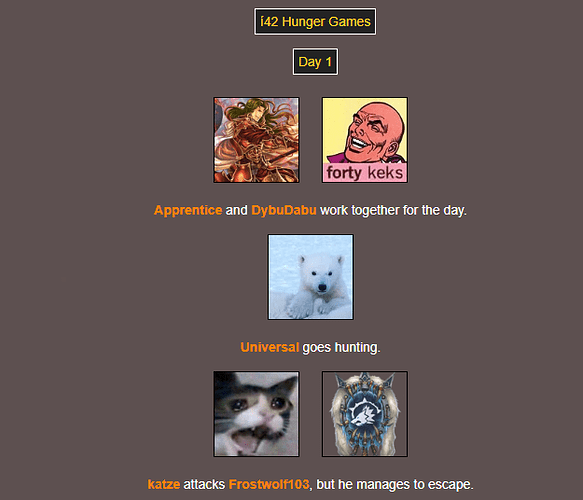 í42 Hunger Games
Day 1
forty keks
Apprentice and DybuDabu work together for the day.
Universal goes hunting.
katze attacks Frostwolf103, but he manages to escape.